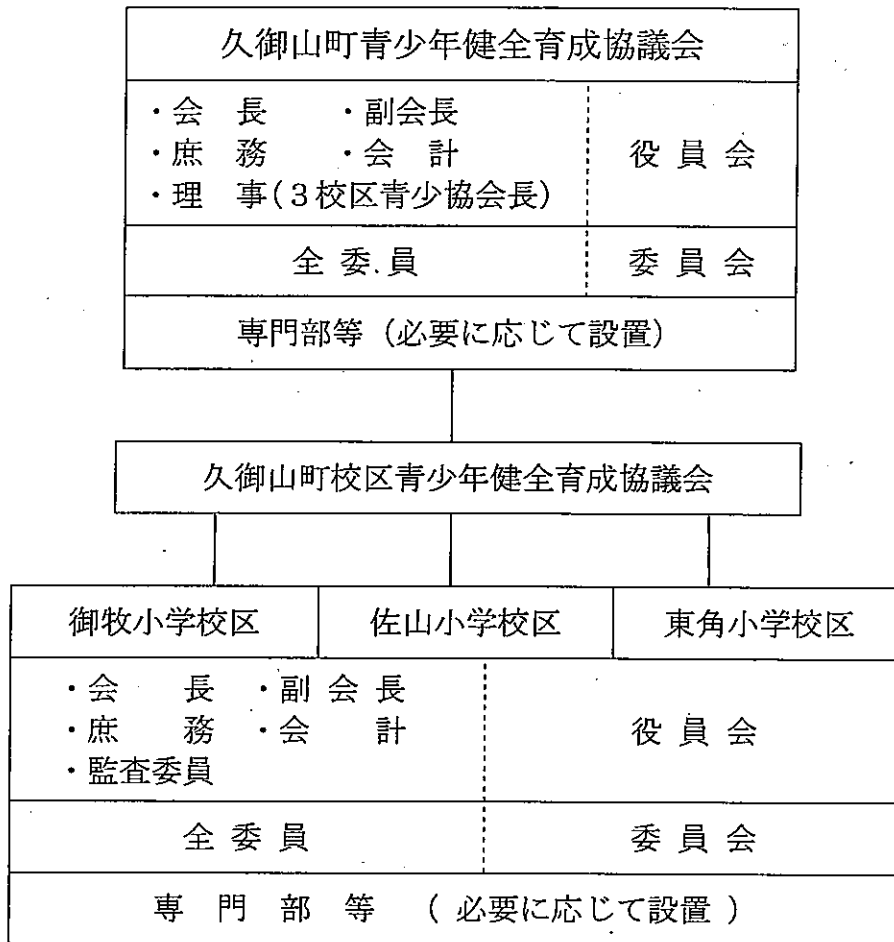 久御山町青少年健全育成協議会
・会　長　　・副会長
・庶　務　　・会　計　　役 員 会
・理　事(3校区青少協会長)
全 委 員　　委 員 会
専門部等（必要に応じて設置）
久御山町校区青少年健全育成協議会
御牧小学校区　　佐山小学校区　　東角小学校区
・会　　長　・副 会 長
・庶　　務　・会　　計　　役 員 会
・監査委員
全 委 員　　委 員 会
専　門　部　等　( 必要に応じて設置 )